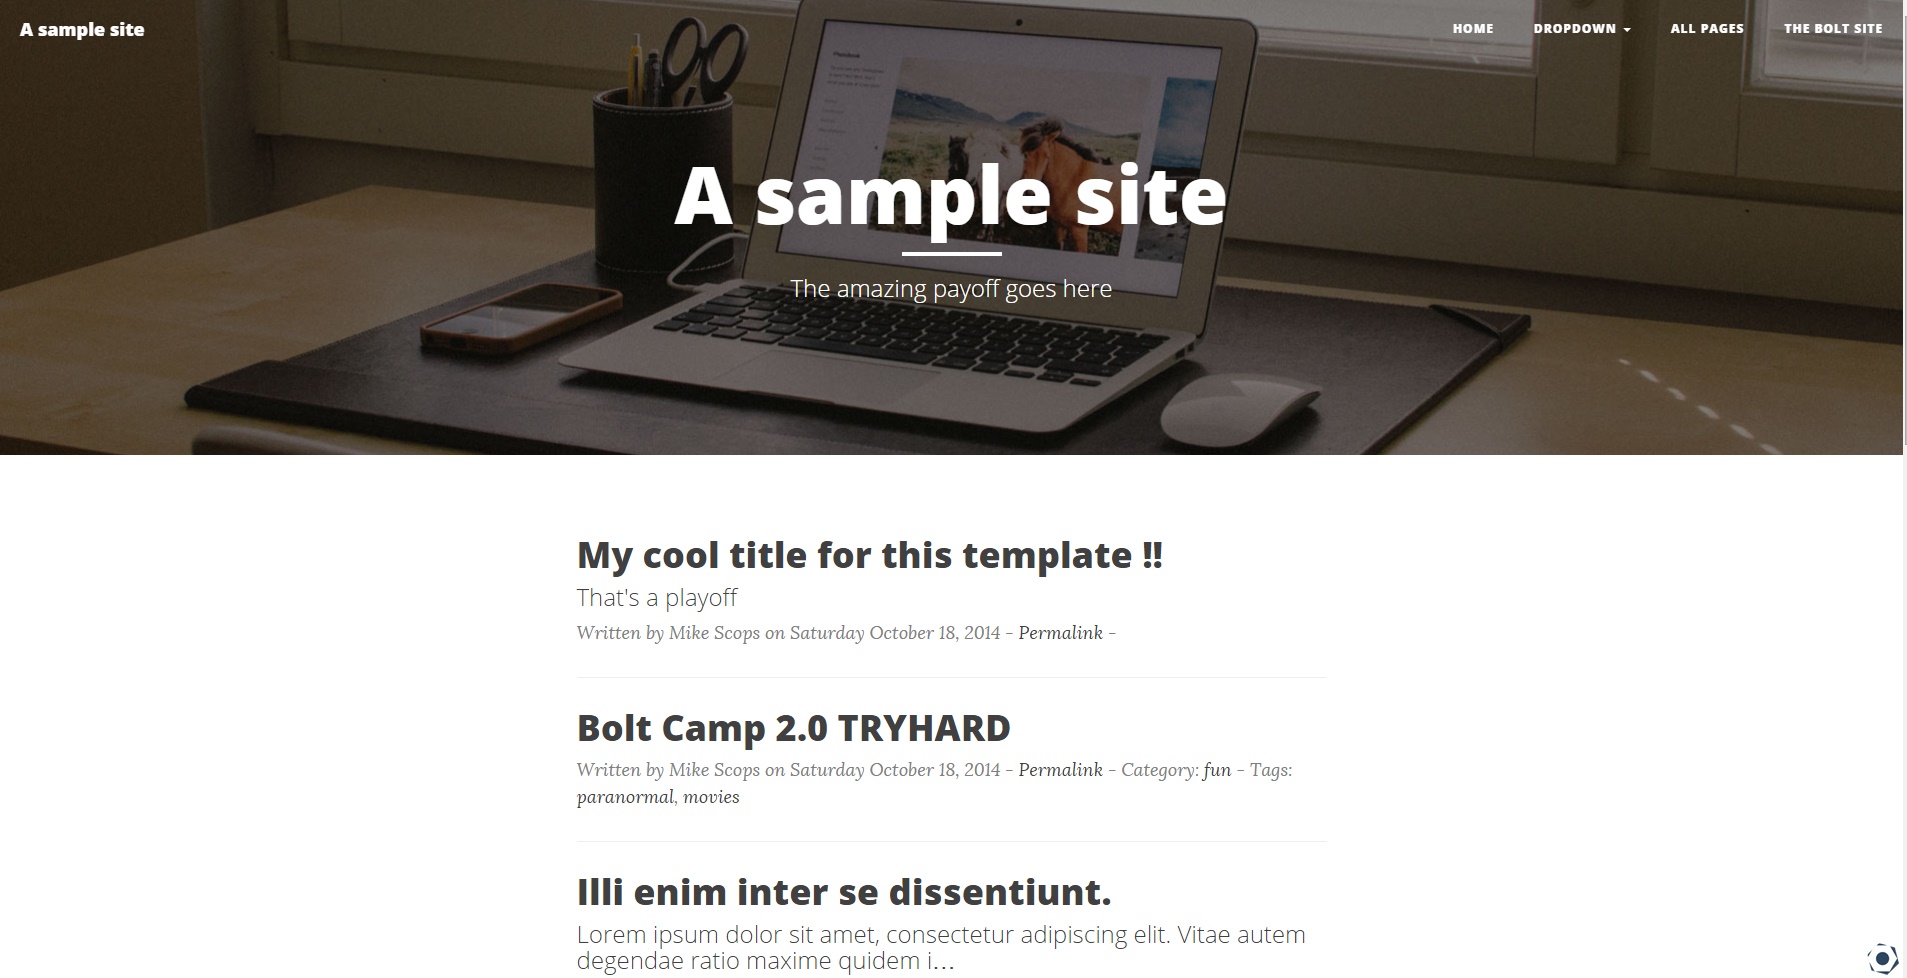 A sample site
HOME
DROPDOWN
ALL PAGES
THE BOLT SITE
A sample site
The amazing payoff goes here
My cool title for this template !!
That's a playoff
Written by Mike Scops on Saturday October 18, 2014 - Permalink -
Bolt Camp 2.0 TRYHARD
Written by Mike Scops on Saturday October 18, 2014 - Permalink - Category: fun - Tags:
paranormal, movies
Illi enim inter se dissentiunt.
Lorem ipsum dolor sit amet, consectetur adipiscing elit. Vitae autem
degendae ratio maxime quidem i…